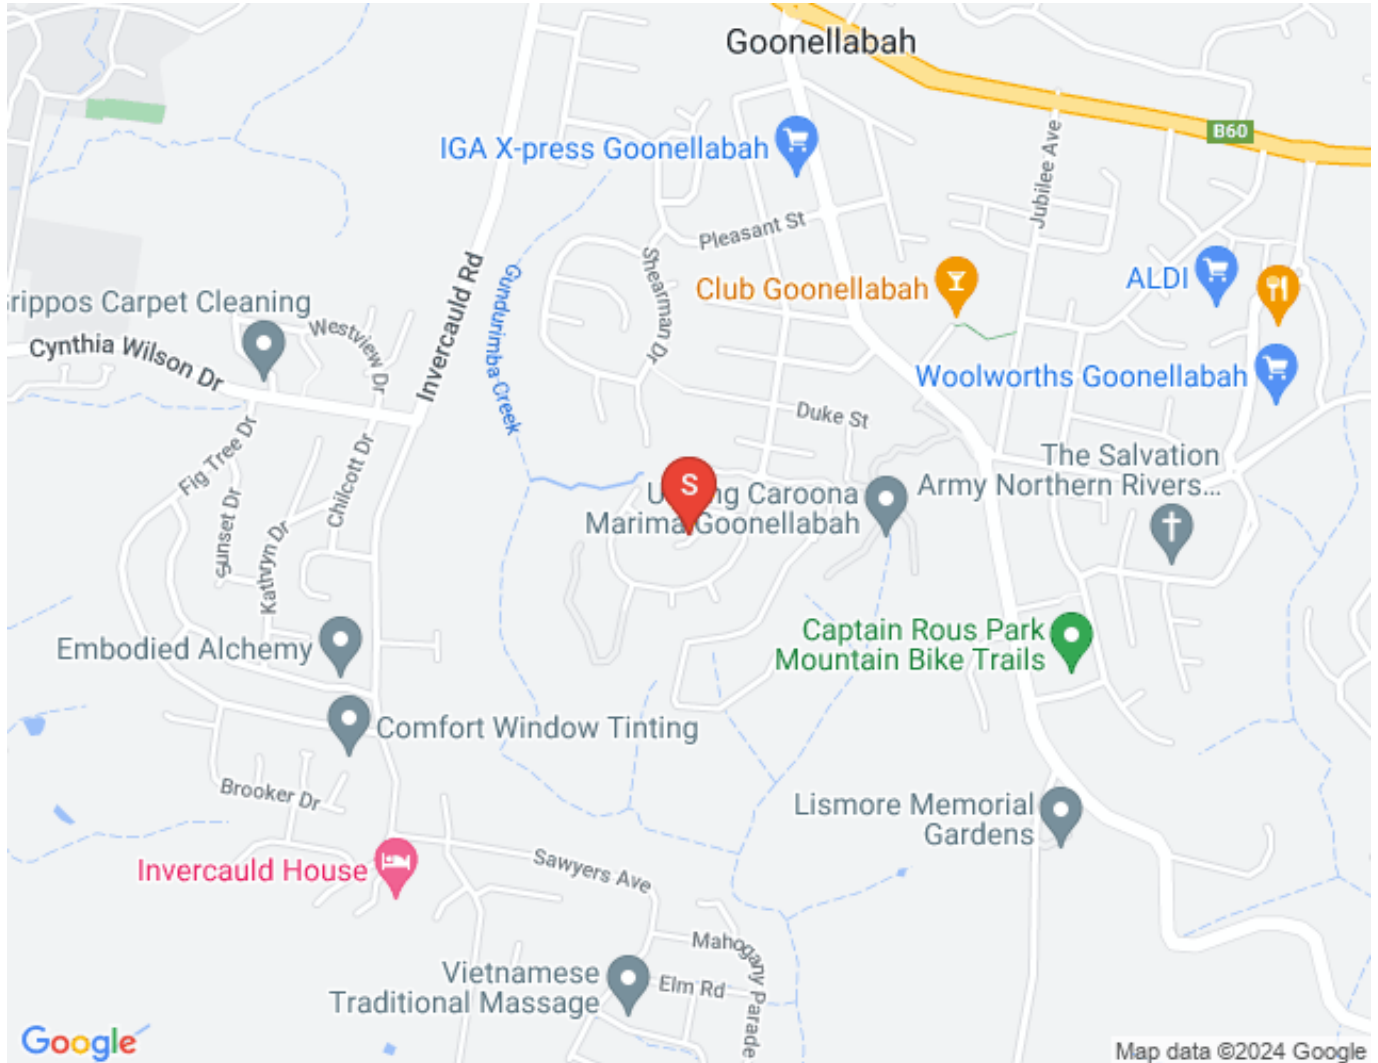 Goonellabah
B60
IGA X-press Goonellabah
Jubilee Ave
Pleasant St
Shearman Dr
Gundurimba Creek
Invercauld Rd
Club Goonellabah
ALDI
Grippos Carpet Cleaning
Westview Dr
Cynthia Wilson Dr
Woolworths Goonellabah
Duke St
Fig Tree Dr
Chilcott Dr
Sunset Dr
Kathryn Dr
S
Caroona
Marima Goonellabah
The Salvation
Army Northern Rivers...
Captain Rous Park
Mountain Bike Trails
Embodied Alchemy
Comfort Window Tinting
Brooker Dr
Lismore Memorial
Gardens
Invercauld House
Sawyers Ave
Mahogany Parade
Elm Rd
Vietnamese
Traditional Massage
Google
Map data ©2024 Google